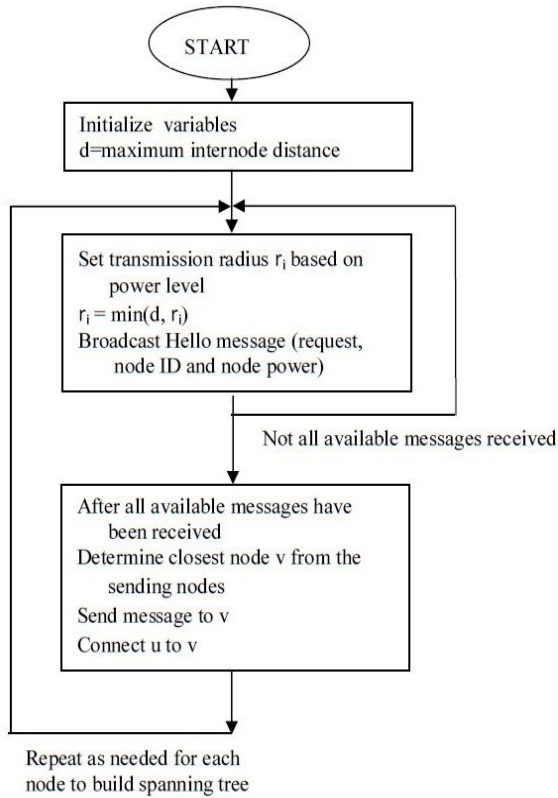 START
Initialize variables
d=maximum internode distance
Set transmission radius rᵢ based on
power level
rᵢ = min(d, rᵢ)
Broadcast Hello message (request,
node ID and node power)
Not all available messages received
After all available messages have
been received
Determine closest node v from the
sending nodes
Send message to v
Connect u to v
Repeat as needed for each
node to build spanning tree